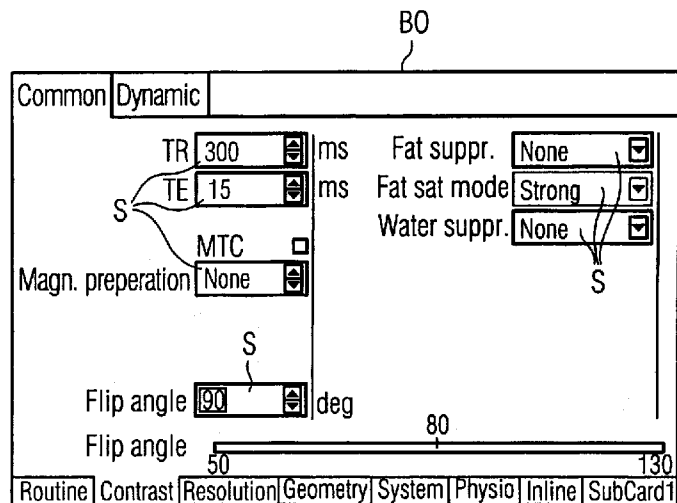 BO
Common Dynamic
TR 300 ms Fat suppr. None
TE 15 ms Fat sat mode Strong
S MTC Water suppr. None
Magn. preperation None S
S
Flip angle 90 deg
Flip angle 80
50 130
Routine Contrast Resolution Geometry System Physio Inline SubCard1